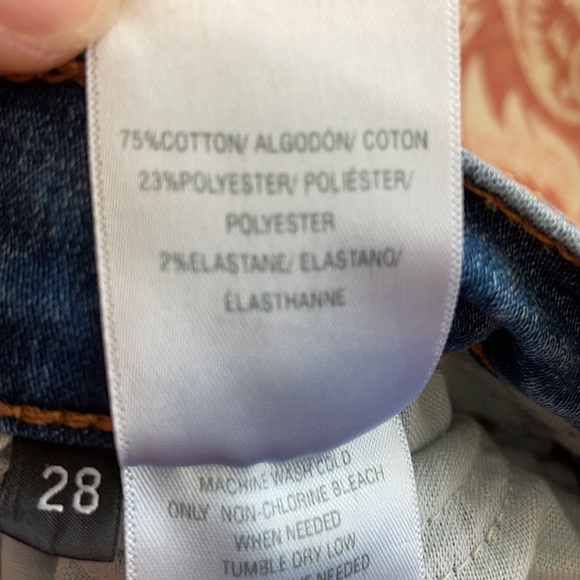 75%COTTON/ ALGODÓN/ COTON
23%POLYESTER/ POLIÉSTER/
POLYESTER
2%ELASTANE/ ELASTANO/
ÉLASTHANNE
28
MACHINE WASH COLD
ONLY NON-CHLORINE BLEACH
WHEN NEEDED
TUMBLE DRY LOW
NEEDED